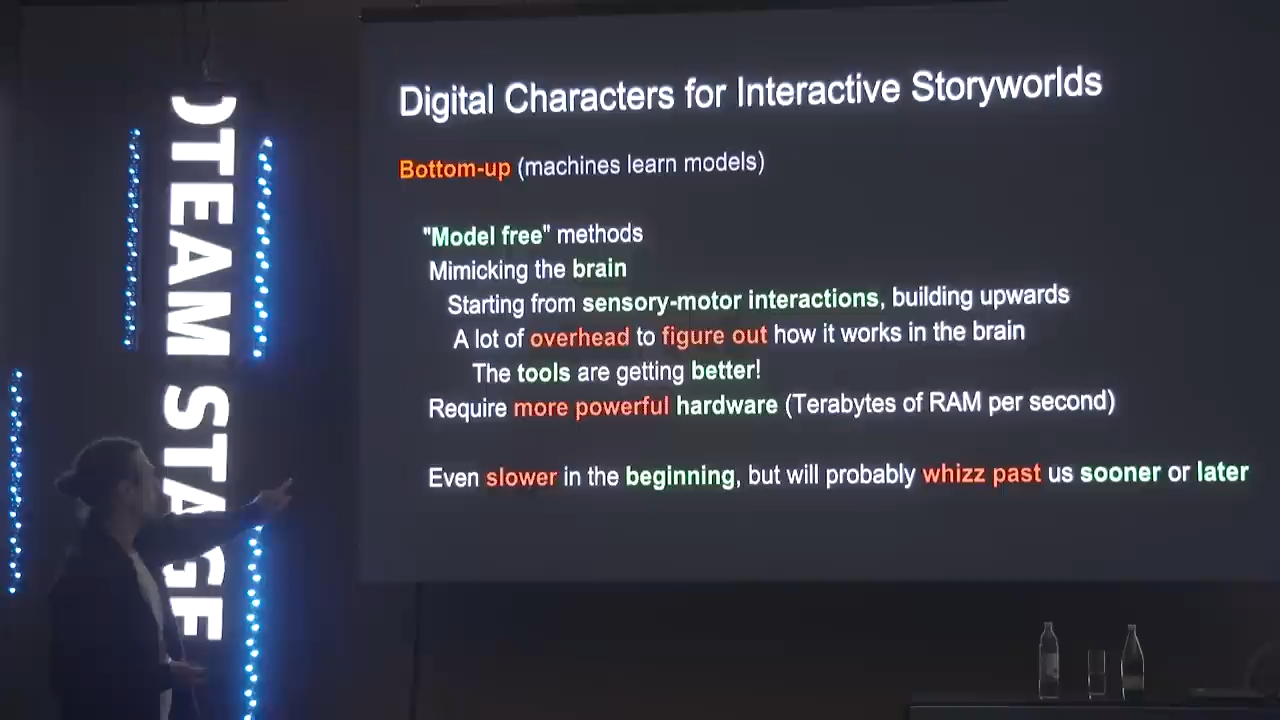 TEAM STAGE
Digital Characters for Interactive Storyworlds
Bottom-up (machines learn models)
"Model free" methods
Mimicking the brain
Starting from sensory-motor interactions, building upwards
A lot of overhead to figure out how it works in the brain
The tools are getting better!
Require more powerful hardware (Terabytes of RAM per second)
Even slower in the beginning, but will probably whizz past us sooner or later